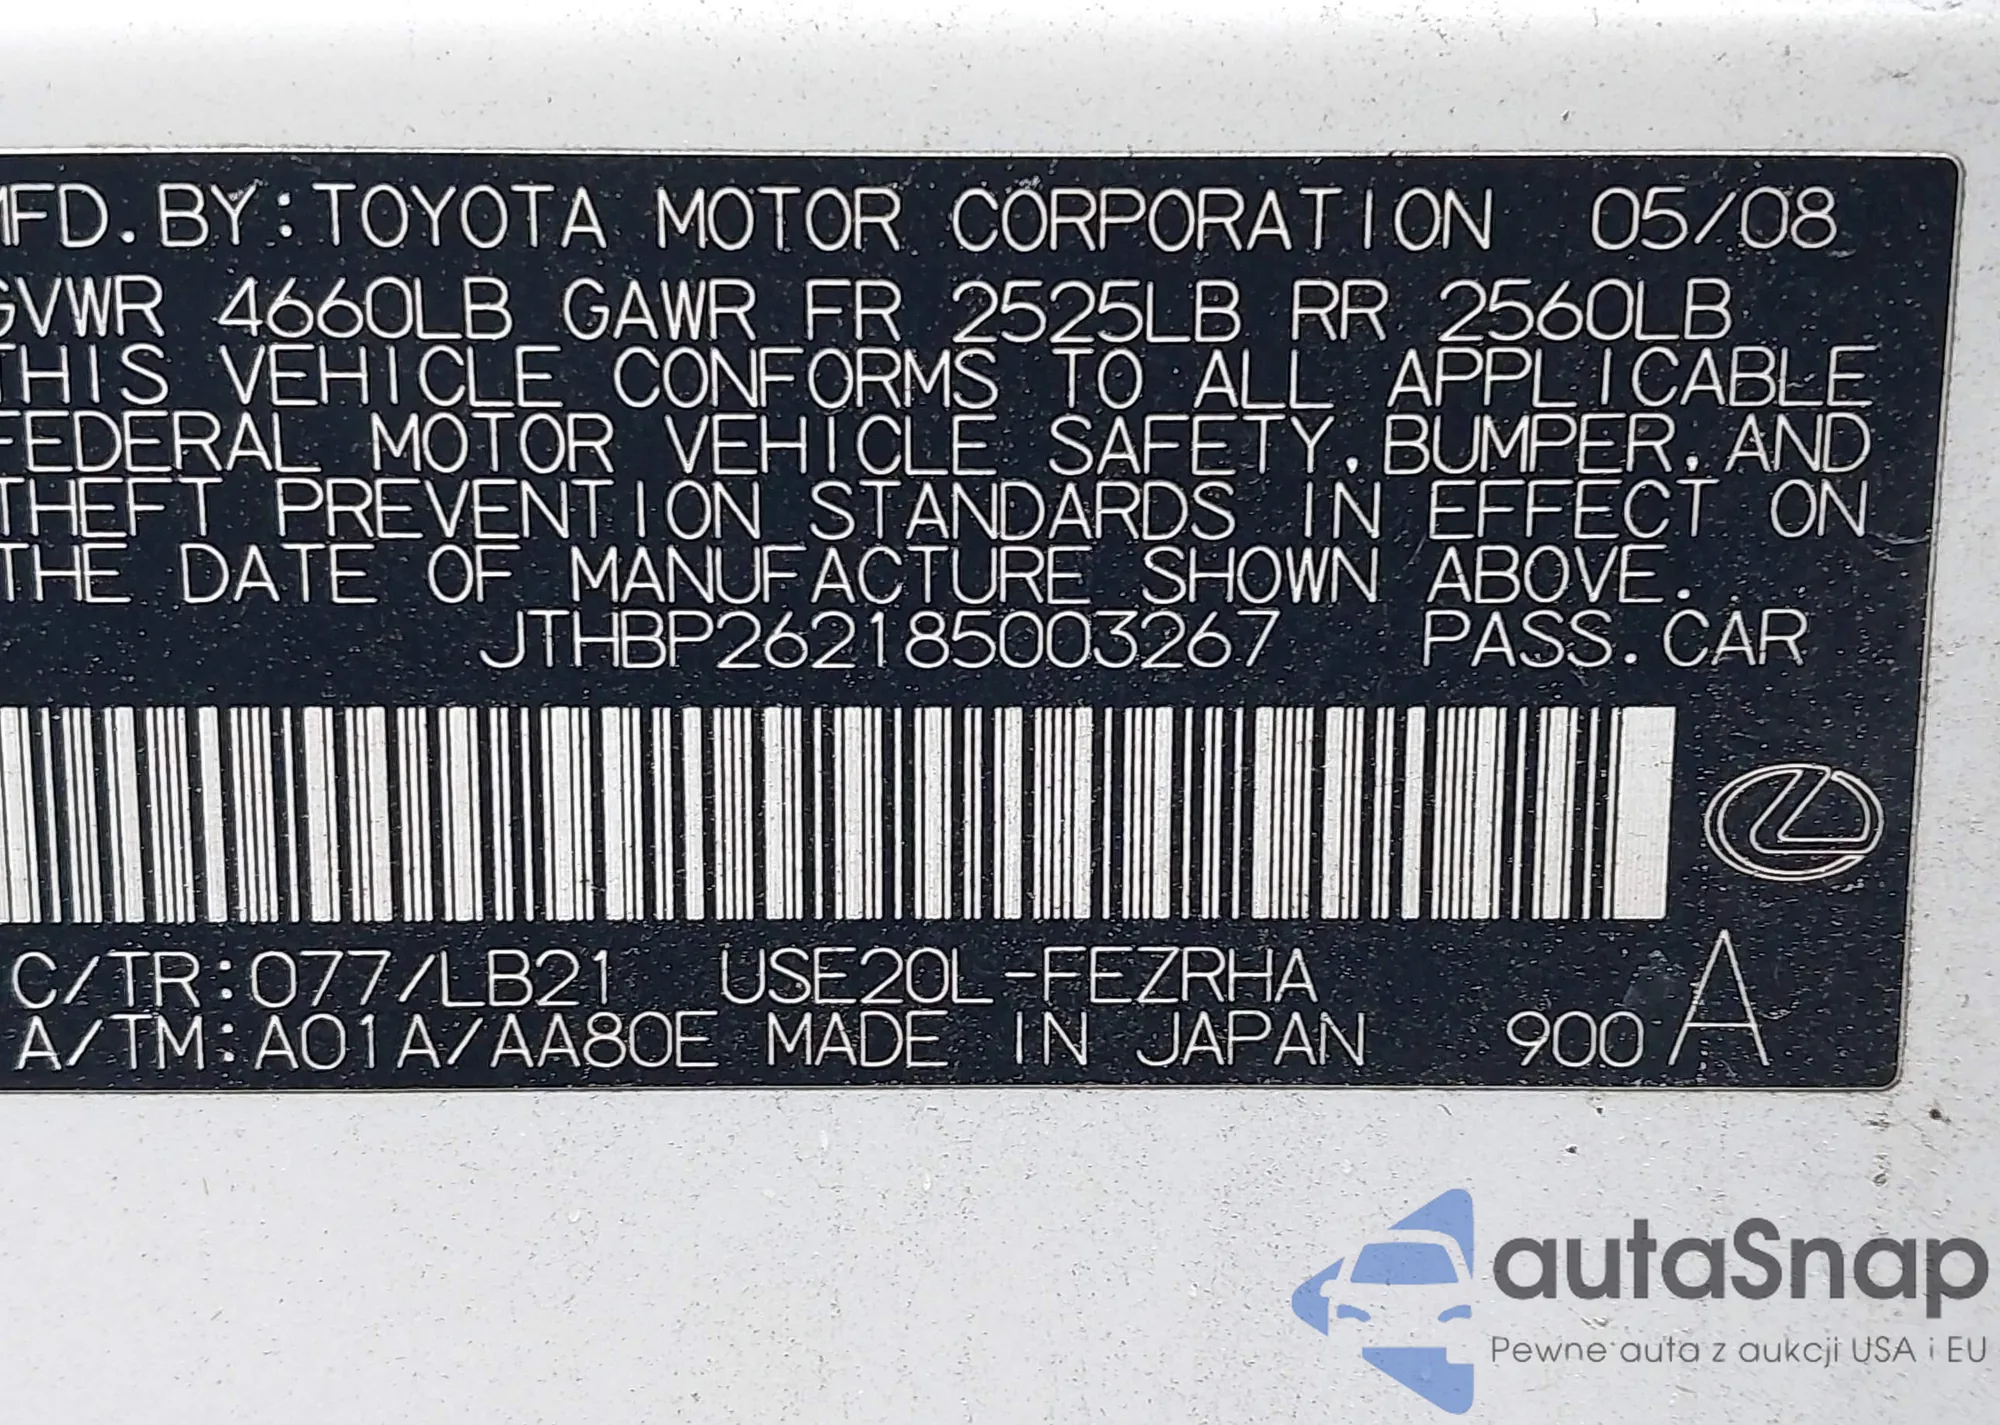 MFD. BY: TOYOTA MOTOR CORPORATION 05/08
GVWR 4660LB GAWR FR 2525LB RR 2560LB
THIS VEHICLE CONFORMS TO ALL APPLICABLE
FEDERAL MOTOR VEHICLE SAFETY, BUMPER, AND
THEFT PREVENTION STANDARDS IN EFFECT ON
THE DATE OF MANUFACTURE SHOWN ABOVE.
JTHBP262185003267 PASS. CAR
C/TR:077/LB21 USE20L-FEZRHA
A/TM:A01A/AA80E MADE IN JAPAN 900 A
autaSnap
Pewne auta z aukcji USA i EU